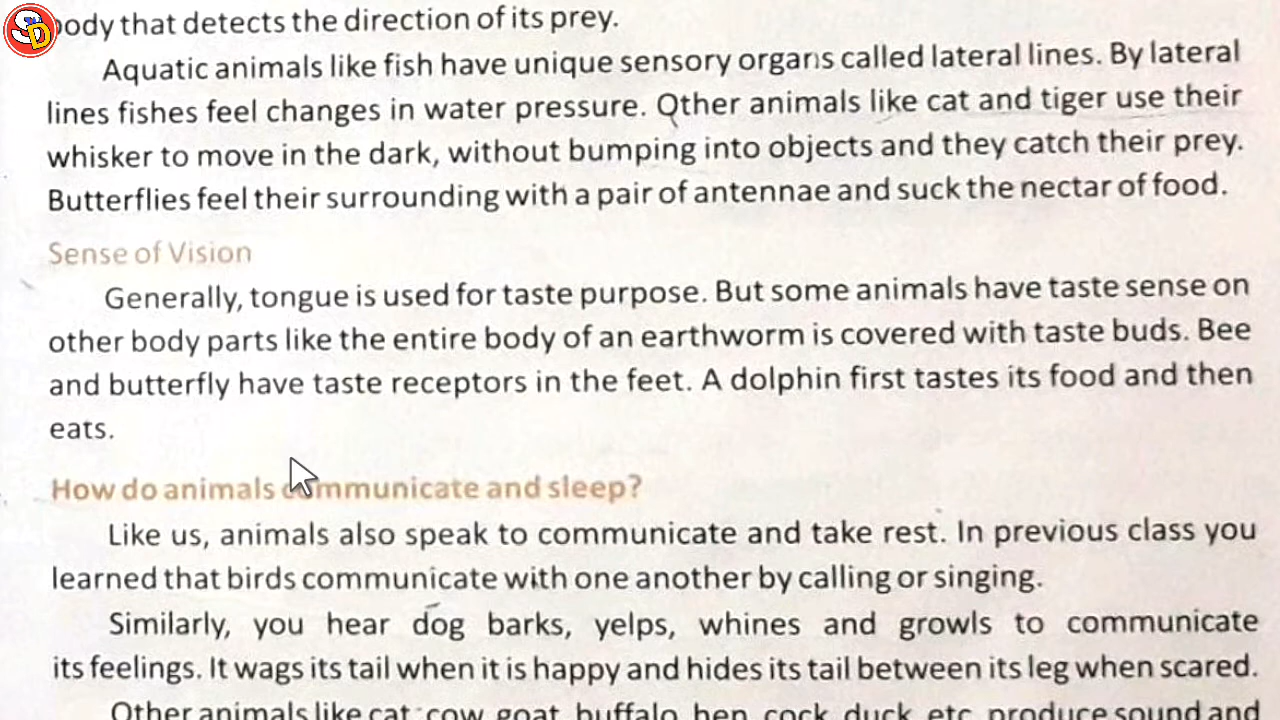 SD
body that detects the direction of its prey.
Aquatic animals like fish have unique sensory organs called lateral lines. By lateral
lines fishes feel changes in water pressure. Other animals like cat and tiger use their
whisker to move in the dark, without bumping into objects and they catch their prey.
Butterflies feel their surrounding with a pair of antennae and suck the nectar of food.
Sense of Vision
Generally, tongue is used for taste purpose. But some animals have taste sense on
other body parts like the entire body of an earthworm is covered with taste buds. Bee
and butterfly have taste receptors in the feet. A dolphin first tastes its food and then
eats.
How do animals communicate and sleep?
Like us, animals also speak to communicate and take rest. In previous class you
learned that birds communicate with one another by calling or singing.
Similarly, you hear dog barks, yelps, whines and growls to communicate
its feelings. It wags its tail when it is happy and hides its tail between its leg when scared.
Other animals like cat, cow, goat, buffalo, hen, cock, duck, etc. produce sound and